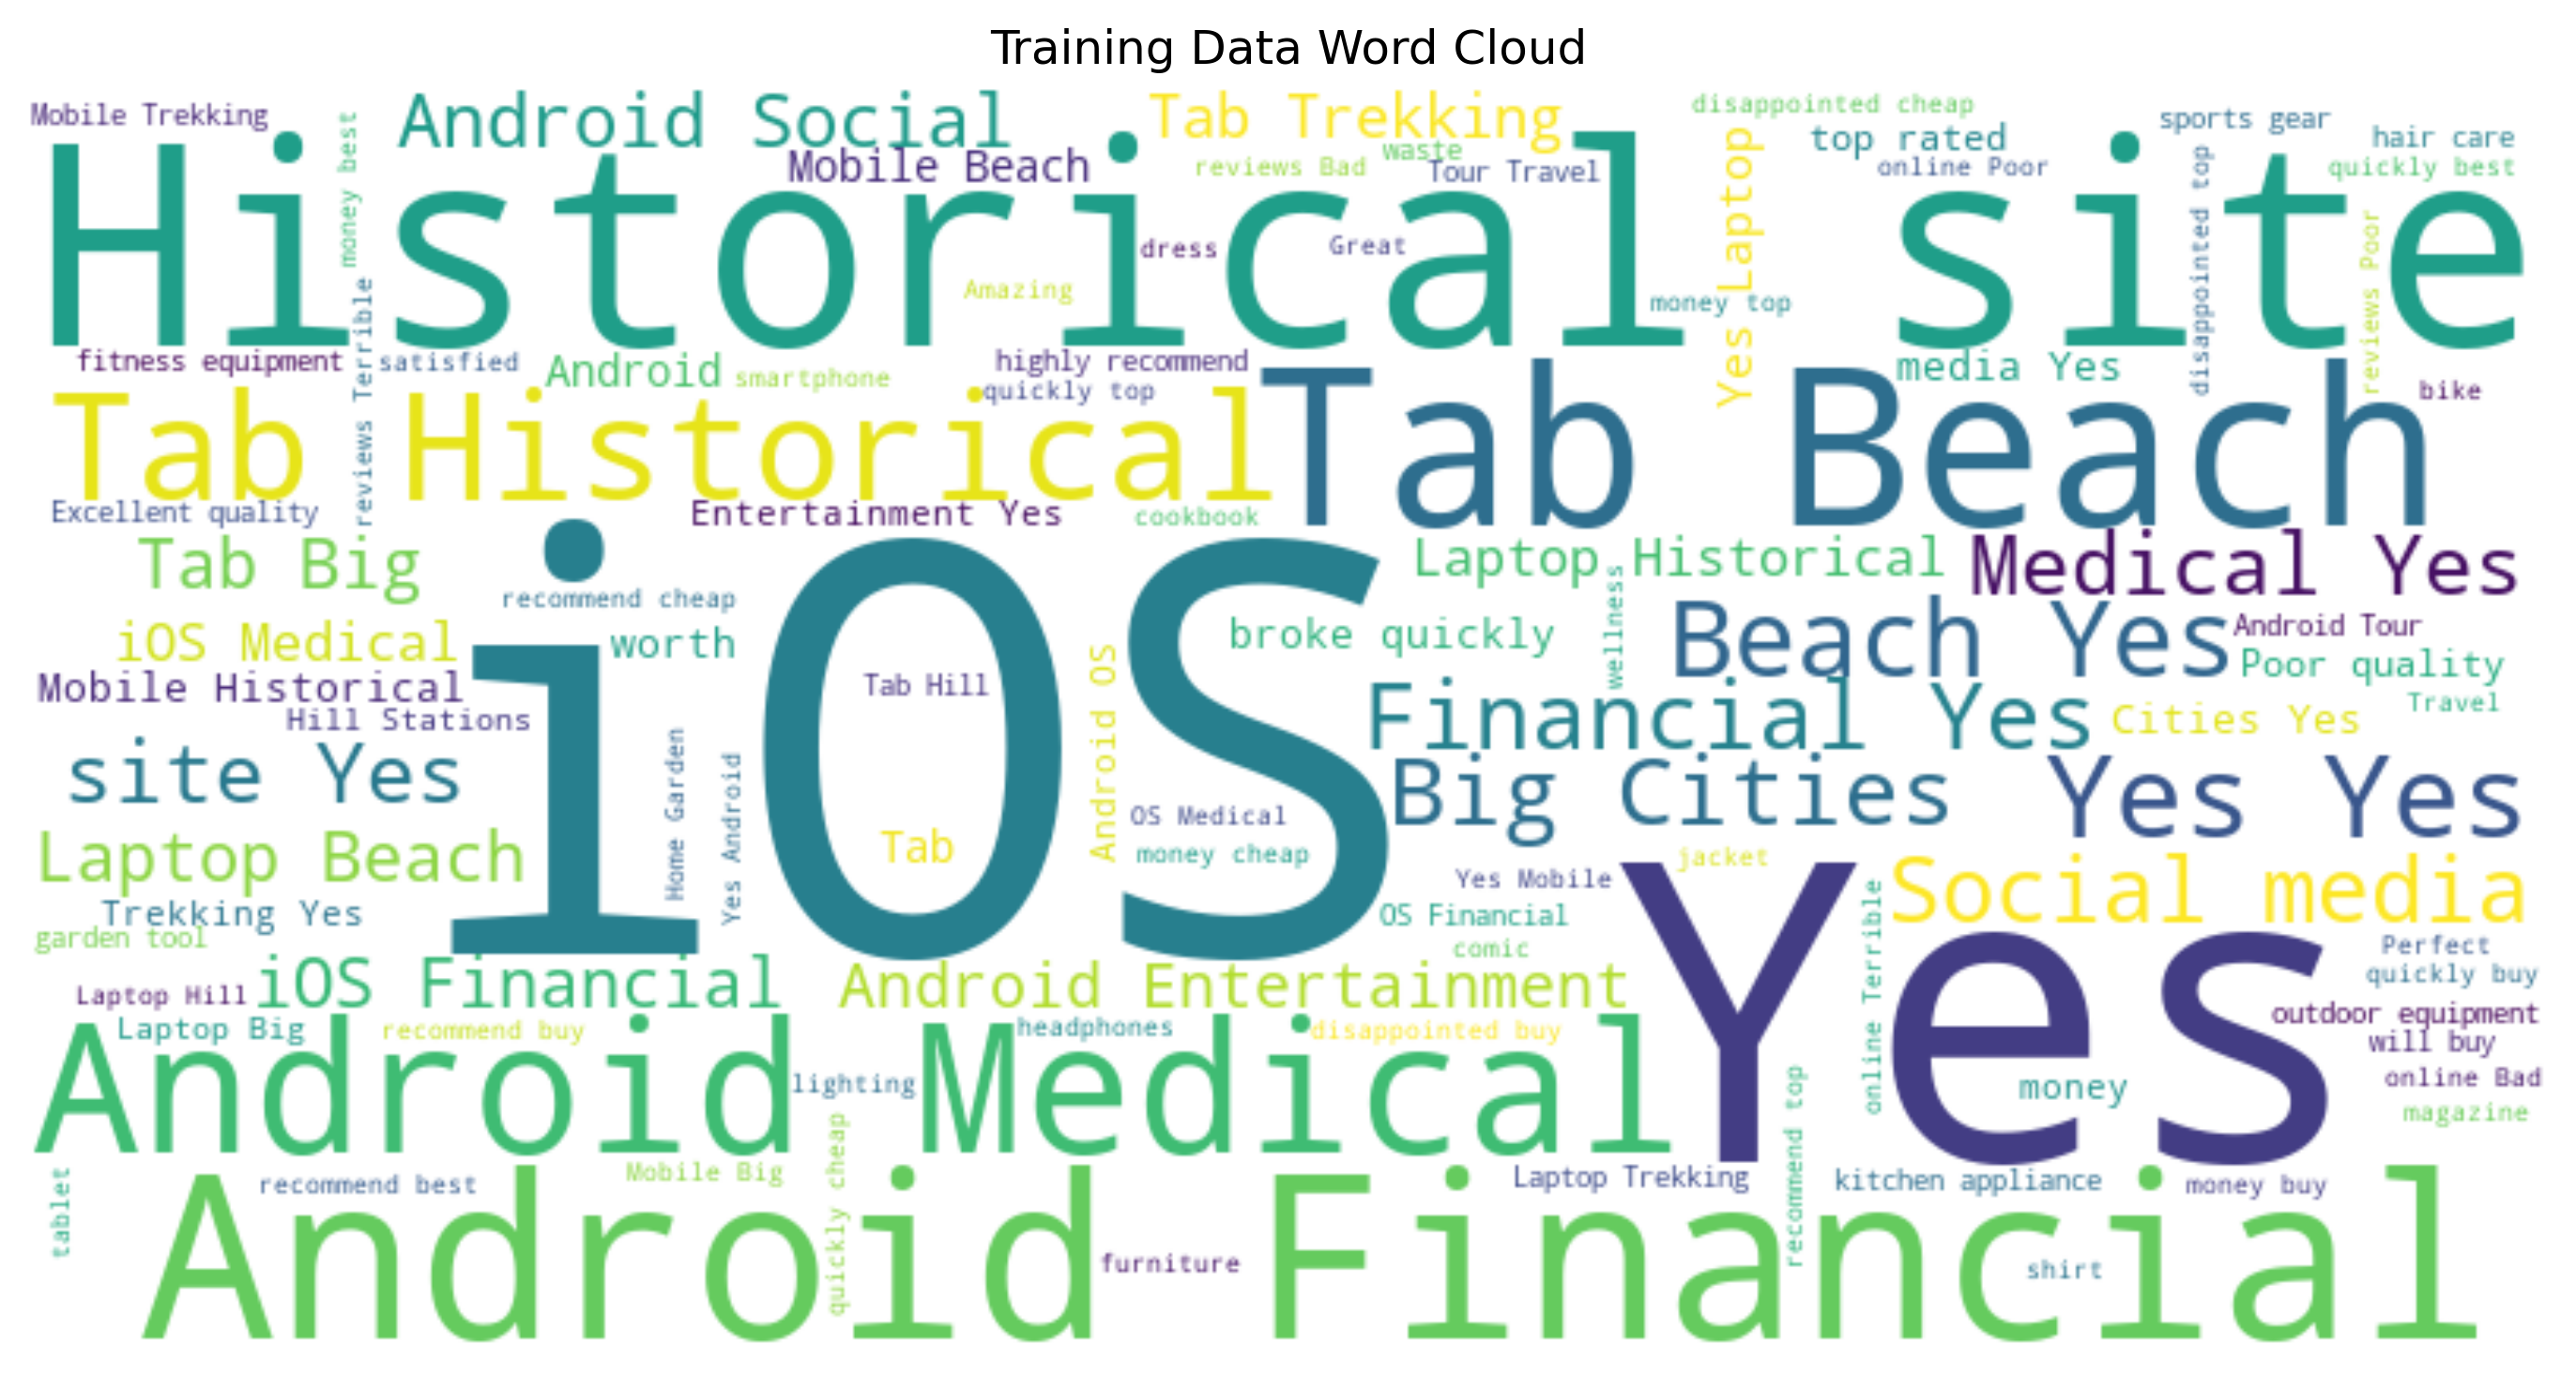 Training Data Word Cloud
Mobile Trekking
money best
Android Social
Tab Trekking
disappointed cheap
sports gear
top rated
hair care
Mobile Beach
reviews Bad
waste
Tour Travel
Yes Laptop
online Poor
disappointed top
quickly best
Historical site
dress
Great
Amazing
money top
reviews Poor
reviews Terrible
fitness equipment
satisfied
Android
smartphone
highly recommend
quickly top
media Yes
bike
Tab Historical
Tab Beach
Excellent quality
Entertainment Yes
cookbook
Tab Big
Laptop Historical
Medical Yes
recommend cheap
wellness
iOS Medical
worth
iOS
broke quickly
Beach Yes
Android Tour
Poor quality
Mobile Historical
Tab Hill
Android OS
Hill Stations
Financial Yes
Cities Yes
Travel
site Yes
Home Garden
Yes Android
Big Cities
Yes Yes
OS Medical
Laptop Beach
Tab
money cheap
jacket
Yes Mobile
Social media
Trekking Yes
garden tool
OS Financial
comic
online Terrible
Yes
Perfect
quickly buy
Laptop Hill
iOS Financial
Android Entertainment
outdoor equipment
Laptop Big
recommend buy
headphones
disappointed buy
will buy
Android Medical
lighting
money
online Bad
magazine
recommend top
tablet
recommend best
Mobile Big
quickly cheap
Laptop Trekking
kitchen appliance
money buy
Android Financial
furniture
shirt